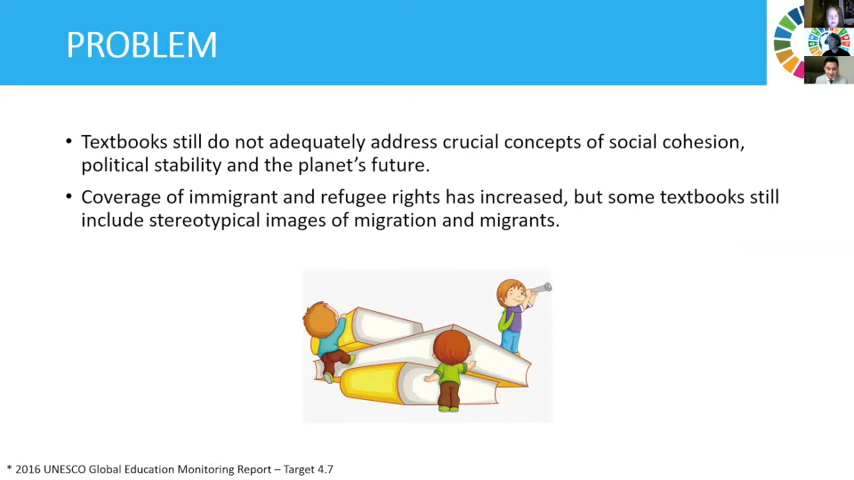 PROBLEM
• Textbooks still do not adequately address crucial concepts of social cohesion,
political stability and the planet’s future.
• Coverage of immigrant and refugee rights has increased, but some textbooks still
include stereotypical images of migration and migrants.
* 2016 UNESCO Global Education Monitoring Report – Target 4.7